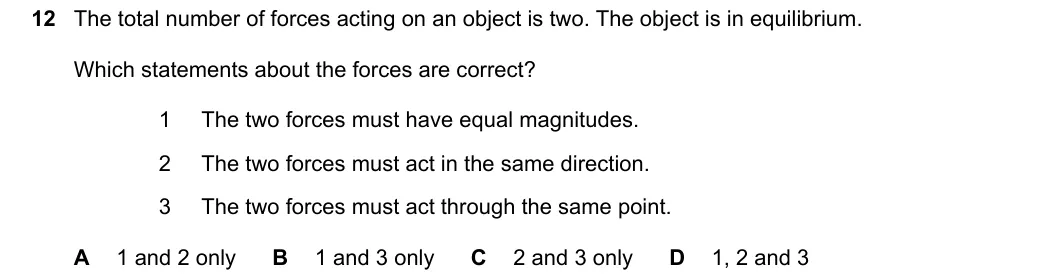 12 The total number of forces acting on an object is two. The object is in equilibrium.
Which statements about the forces are correct?
1 The two forces must have equal magnitudes.
2 The two forces must act in the same direction.
3 The two forces must act through the same point.
A 1 and 2 only B 1 and 3 only C 2 and 3 only D 1, 2 and 3